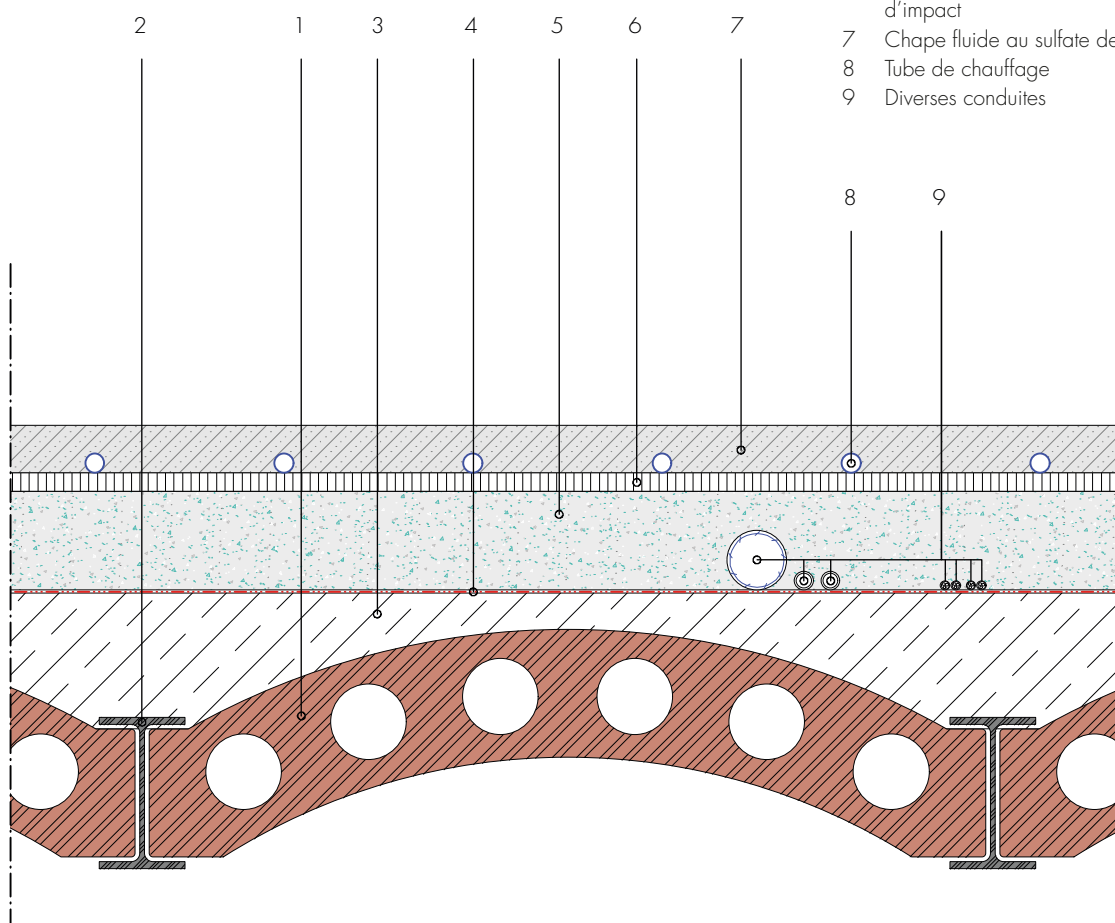 2 1 3 4 5 6 7
d’impact
7 Chape fluide au sulfate de
8 Tube de chauffage
9 Diverses conduites
8 9